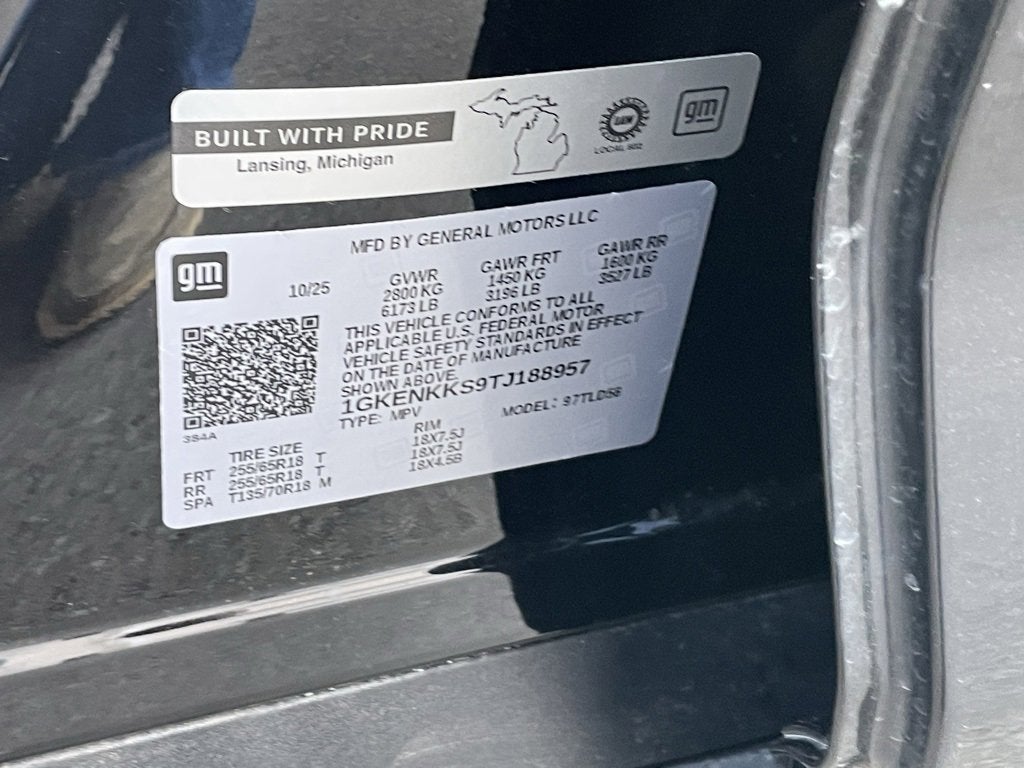 BUILT WITH PRIDE
Lansing, Michigan
UAW
LOCAL 602
gm
gm
MFD BY GENERAL MOTORS LLC
10/25
GVWR GAWR FRT GAWR RR
2800 KG 1450 KG 1600 KG
6173 LB 3196 LB 3527 LB
THIS VEHICLE CONFORMS TO ALL
APPLICABLE U.S. FEDERAL MOTOR
VEHICLE SAFETY STANDARDS IN EFFECT
ON THE DATE OF MANUFACTURE
SHOWN ABOVE.
1GKENKKS9TJ188957
TYPE: MPV MODEL: 97TLD56
3S4A
TIRE SIZE RIM
FRT 255/65R18 T 18X7.5J
RR 255/65R18 T 18X7.5J
SPA T135/70R18 M 18X4.5B